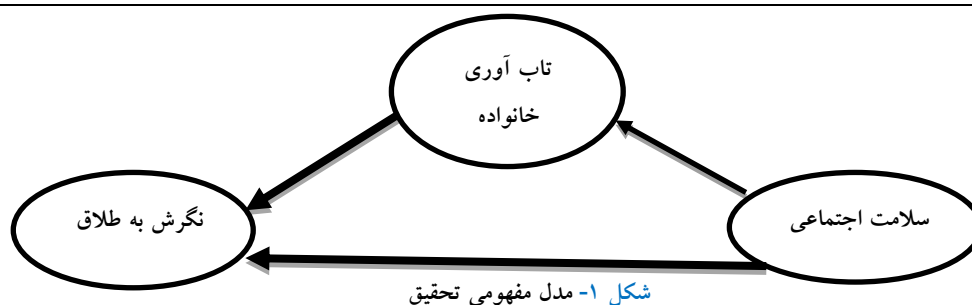 تاب آوری
خانواده
سلامت اجتماعی
نگرش به طلاق
شکل ۱- مدل مفهومی تحقیق